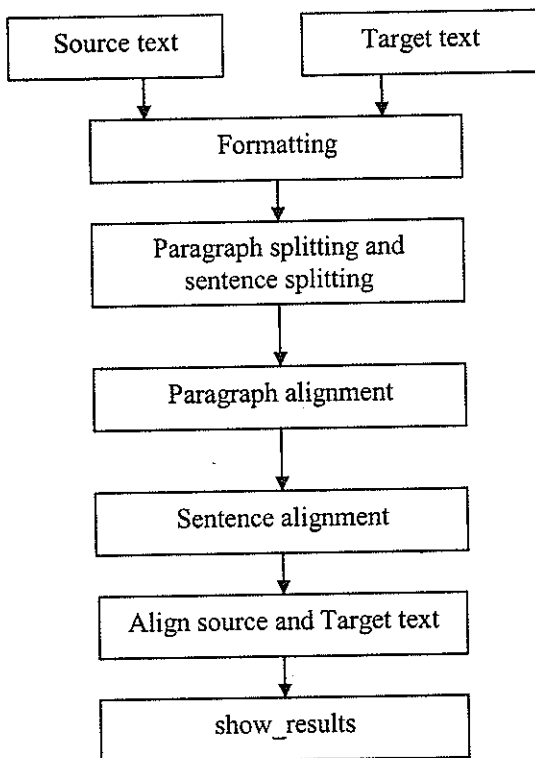 Source text
Target text
Formatting
Paragraph splitting and
sentence splitting
Paragraph alignment
Sentence alignment
Align source and Target text
show_results